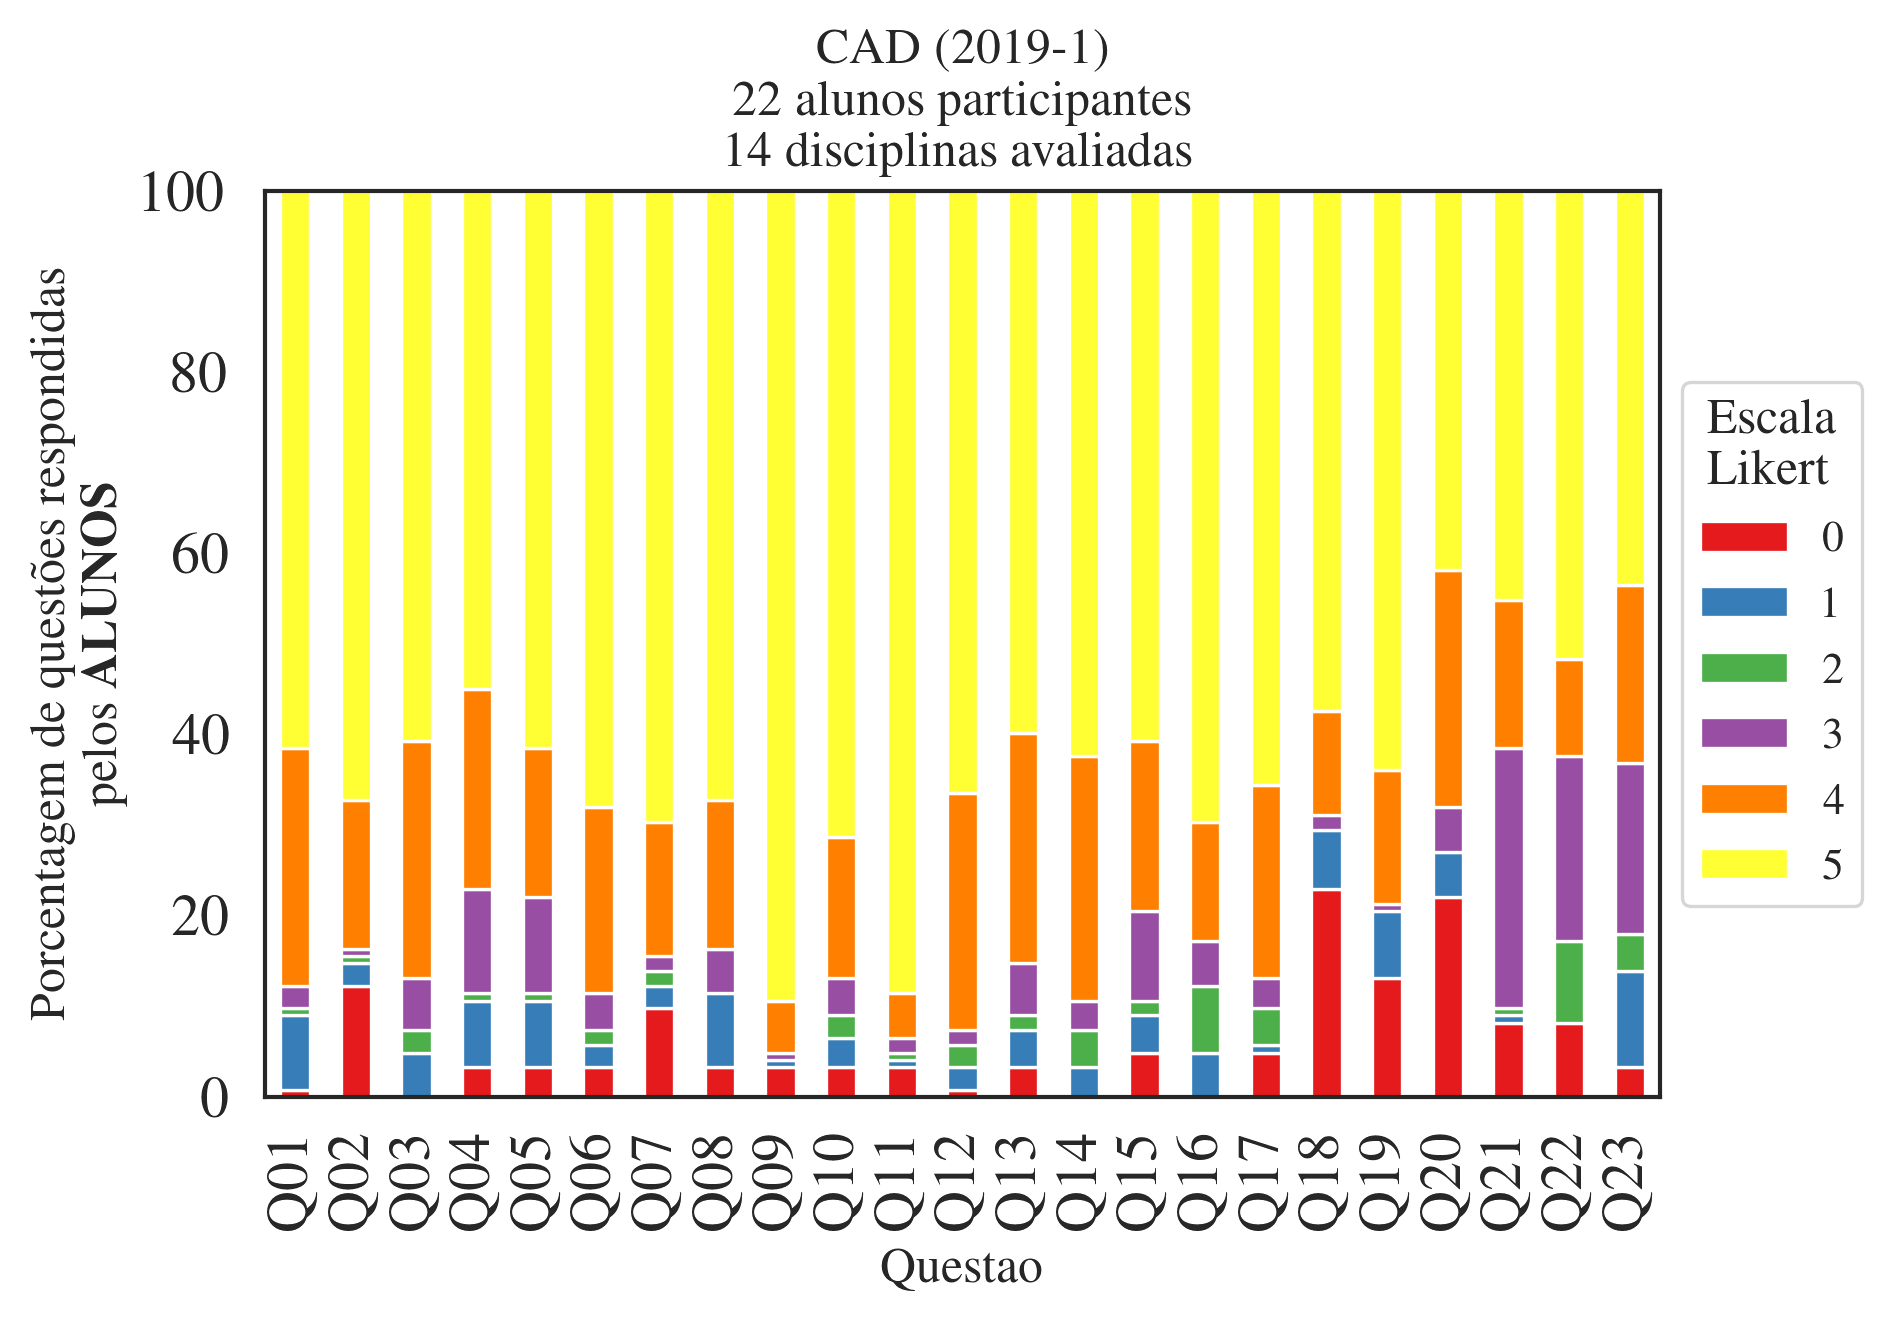 CAD (2019-1)
22 alunos participantes
14 disciplinas avaliadas
Porcentagem de questões respondidas
pelos ALUNOS
100
80
60
40
20
0
Q01
Q02
Q03
Q04
Q05
Q06
Q07
Q08
Q09
Q10
Q11
Q12
Q13
Q14
Q15
Q16
Q17
Q18
Q19
Q20
Q21
Q22
Q23
Questao
Escala
Likert
0
1
2
3
4
5